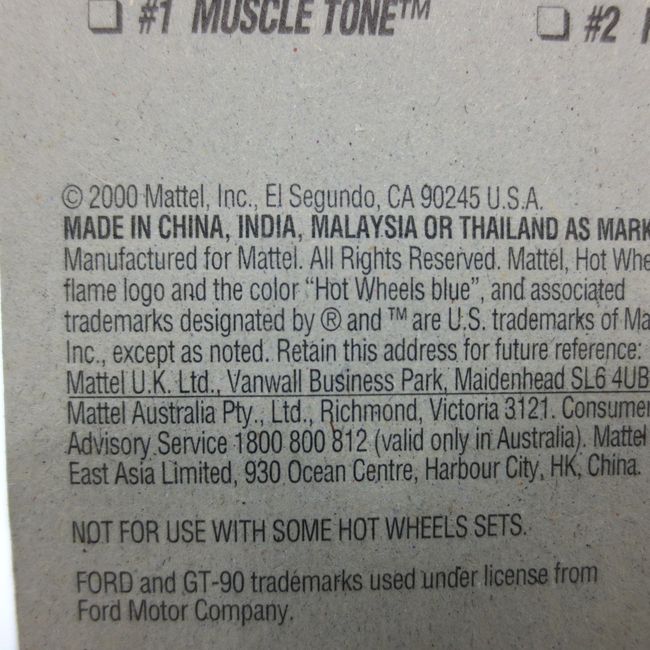 #1 MUSCLE TONE™ #2
© 2000 Mattel, Inc., El Segundo, CA 90245 U.S.A.
MADE IN CHINA, INDIA, MALAYSIA OR THAILAND AS MARK
Manufactured for Mattel. All Rights Reserved. Mattel, Hot Whe
flame logo and the color “Hot Wheels blue”, and associated
trademarks designated by ® and ™ are U.S. trademarks of Ma
Inc., except as noted. Retain this address for future reference:
Mattel U.K. Ltd., Vanwall Business Park, Maidenhead SL6 4UB
Mattel Australia Pty., Ltd., Richmond, Victoria 3121. Consumer
Advisory Service 1800 800 812 (valid only in Australia). Mattel
East Asia Limited, 930 Ocean Centre, Harbour City, HK, China.
NOT FOR USE WITH SOME HOT WHEELS SETS.
FORD and GT-90 trademarks used under license from
Ford Motor Company.